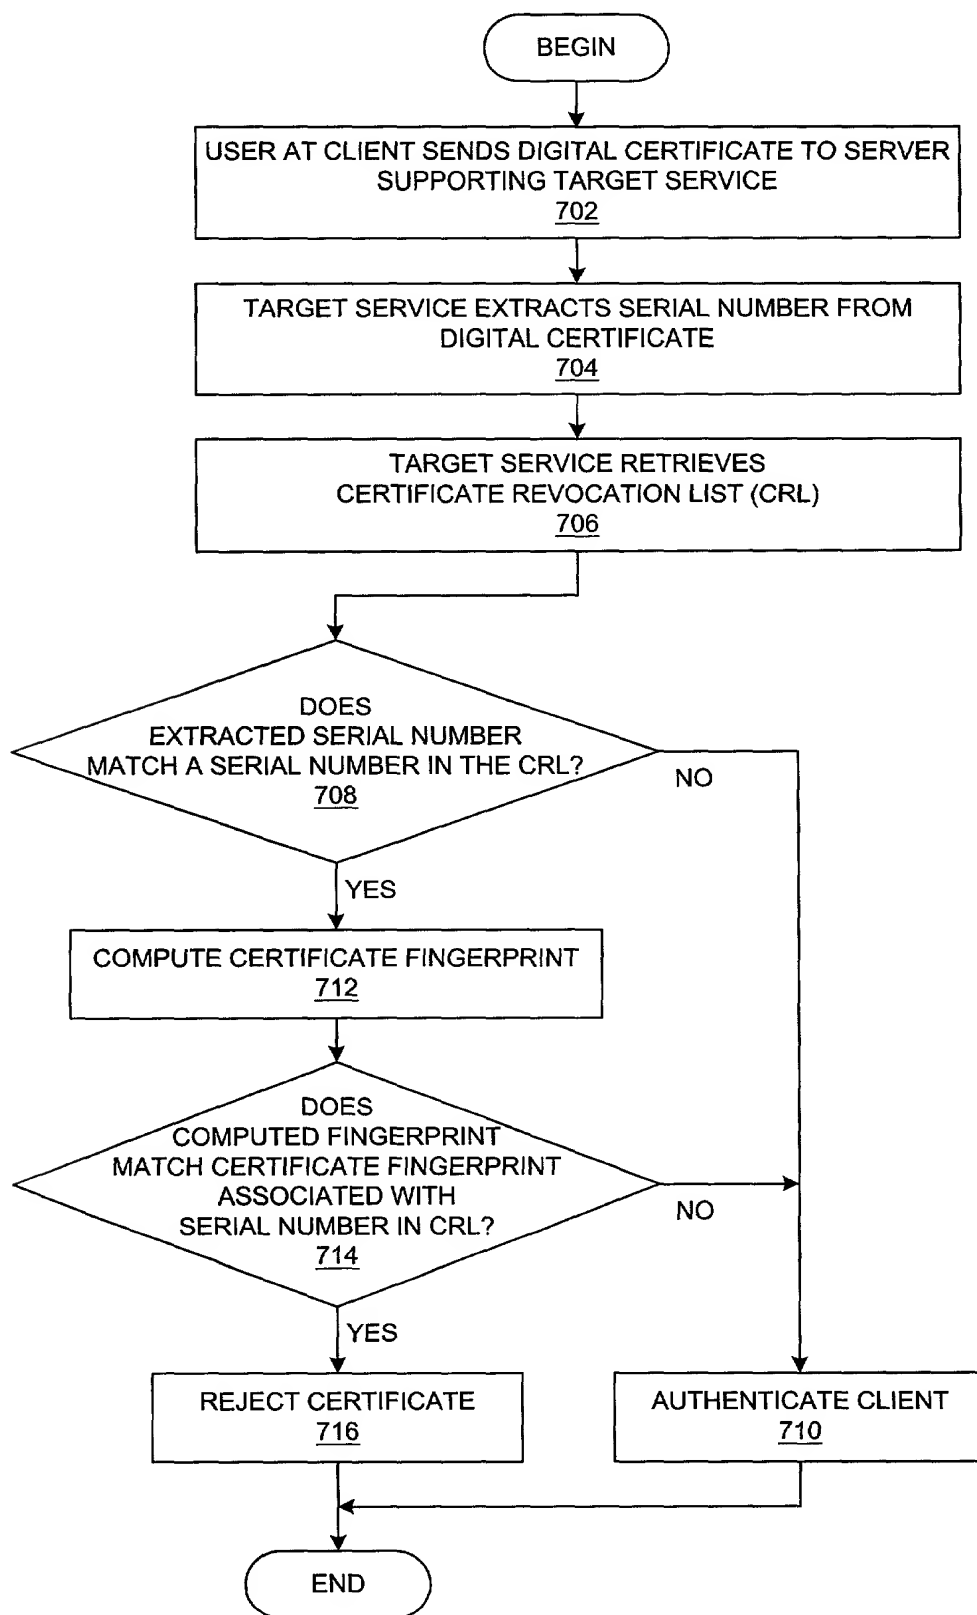 BEGIN
USER AT CLIENT SENDS DIGITAL CERTIFICATE TO SERVER
SUPPORTING TARGET SERVICE
702
TARGET SERVICE EXTRACTS SERIAL NUMBER FROM
DIGITAL CERTIFICATE
704
TARGET SERVICE RETRIEVES
CERTIFICATE REVOCATION LIST (CRL)
706
DOES
EXTRACTED SERIAL NUMBER
MATCH A SERIAL NUMBER IN THE CRL?
708
NO
YES
COMPUTE CERTIFICATE FINGERPRINT
712
DOES
COMPUTED FINGERPRINT
MATCH CERTIFICATE FINGERPRINT
ASSOCIATED WITH
SERIAL NUMBER IN CRL?
714
NO
YES
REJECT CERTIFICATE
716
AUTHENTICATE CLIENT
710
END